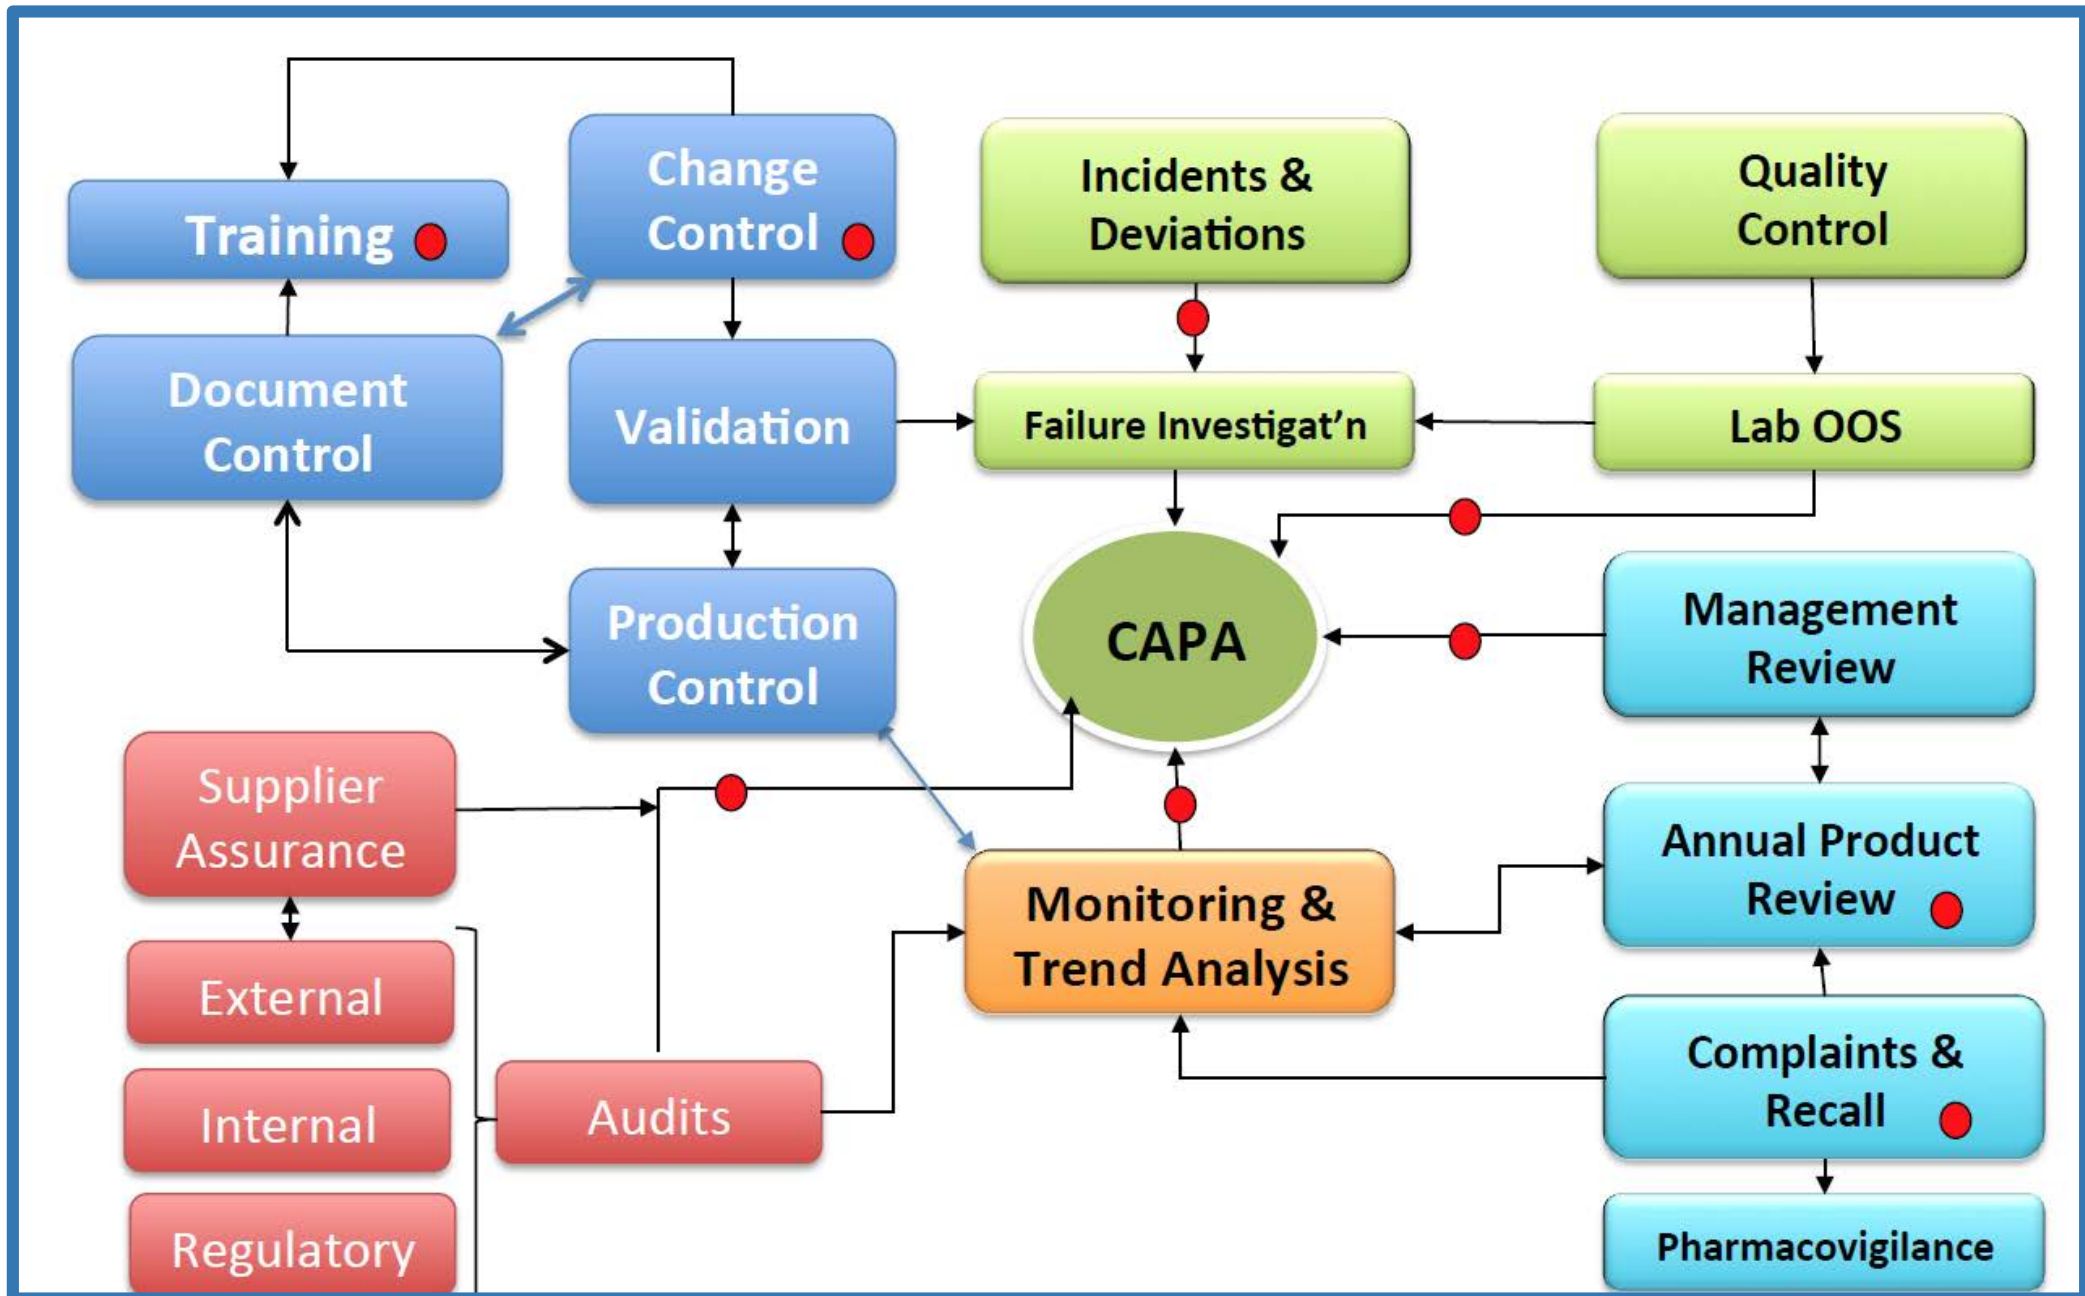 Training
Change
Control
Incidents &
Deviations
Quality
Control
Document
Control
Validation
Failure Investigat’n
Lab OOS
Production
Control
CAPA
Management
Review
Supplier
Assurance
Annual Product
Review
Monitoring &
Trend Analysis
External
Internal
Regulatory
Audits
Complaints &
Recall
Pharmacovigilance